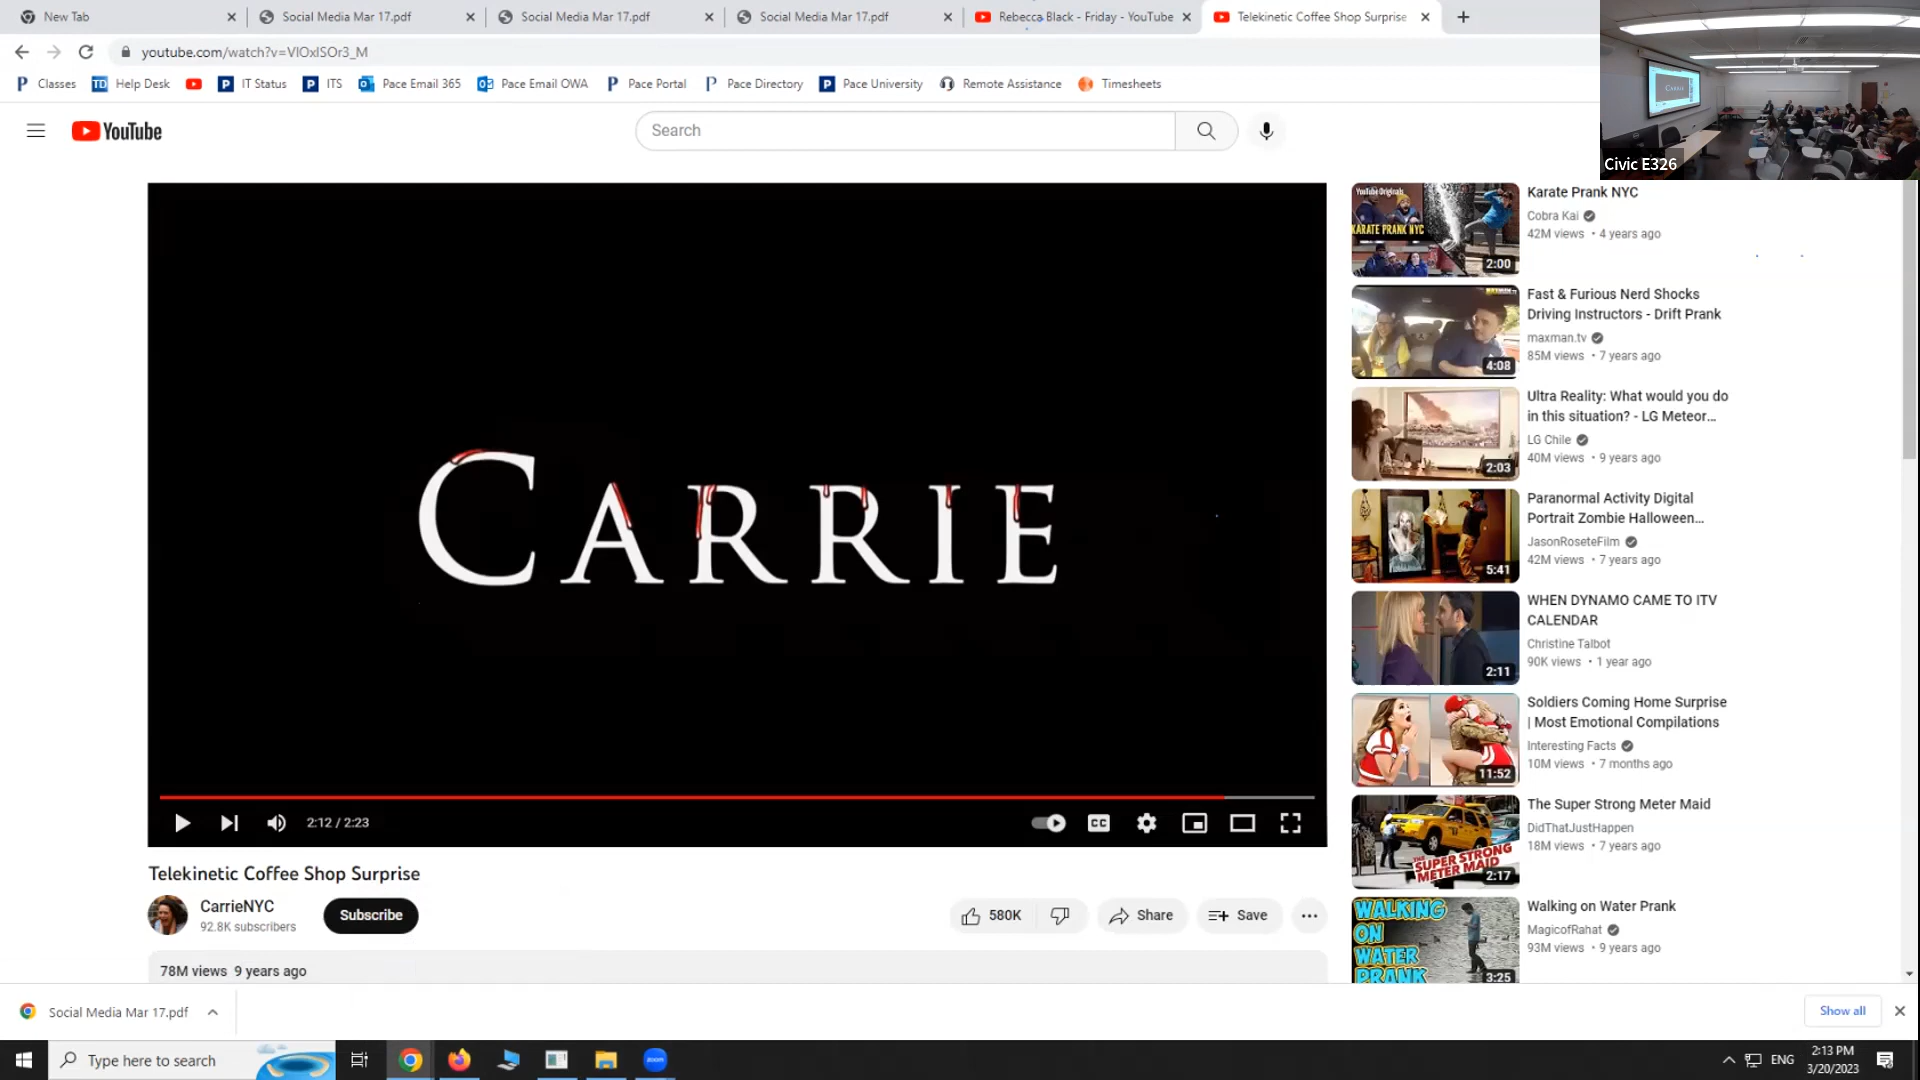 New Tab
Social Media Mar 17.pdf
Social Media Mar 17.pdf
Social Media Mar 17.pdf
Rebecca Black - Friday - YouTube
Telekinetic Coffee Shop Surprise
youtube.com/watch?v=VlOxlSOr3_M
Classes
Help Desk
IT Status
ITS
Pace Email 365
Pace Email OWA
Pace Portal
Pace Directory
Pace University
Remote Assistance
Timesheets
YouTube
Search
Civic E326
CARRIE
2:12 / 2:23
CC
Telekinetic Coffee Shop Surprise
CarrieNYC
92.8K subscribers
Subscribe
580K
Share
Save
78M views 9 years ago
YouTube Originals
KARATE PRANK NYC
2:00
Karate Prank NYC
Cobra Kai
42M views • 4 years ago
4:08
Fast & Furious Nerd Shocks
Driving Instructors - Drift Prank
maxman.tv
85M views • 7 years ago
2:03
Ultra Reality: What would you do
in this situation? - LG Meteor...
LG Chile
40M views • 9 years ago
5:41
Paranormal Activity Digital
Portrait Zombie Halloween...
JasonRoseteFilm
42M views • 7 years ago
2:11
WHEN DYNAMO CAME TO ITV
CALENDAR
Christine Talbot
90K views • 1 year ago
11:52
Soldiers Coming Home Surprise
| Most Emotional Compilations
Interesting Facts
10M views • 7 months ago
THE SUPER STRONG
METER MAID
2:17
The Super Strong Meter Maid
DidThatJustHappen
18M views • 7 years ago
WALKING
ON
WATER
PRANK
3:25
Walking on Water Prank
MagicofRahat
93M views • 9 years ago
Social Media Mar 17.pdf
Show all
Type here to search
zoom
ENG
2:13 PM
3/20/2023